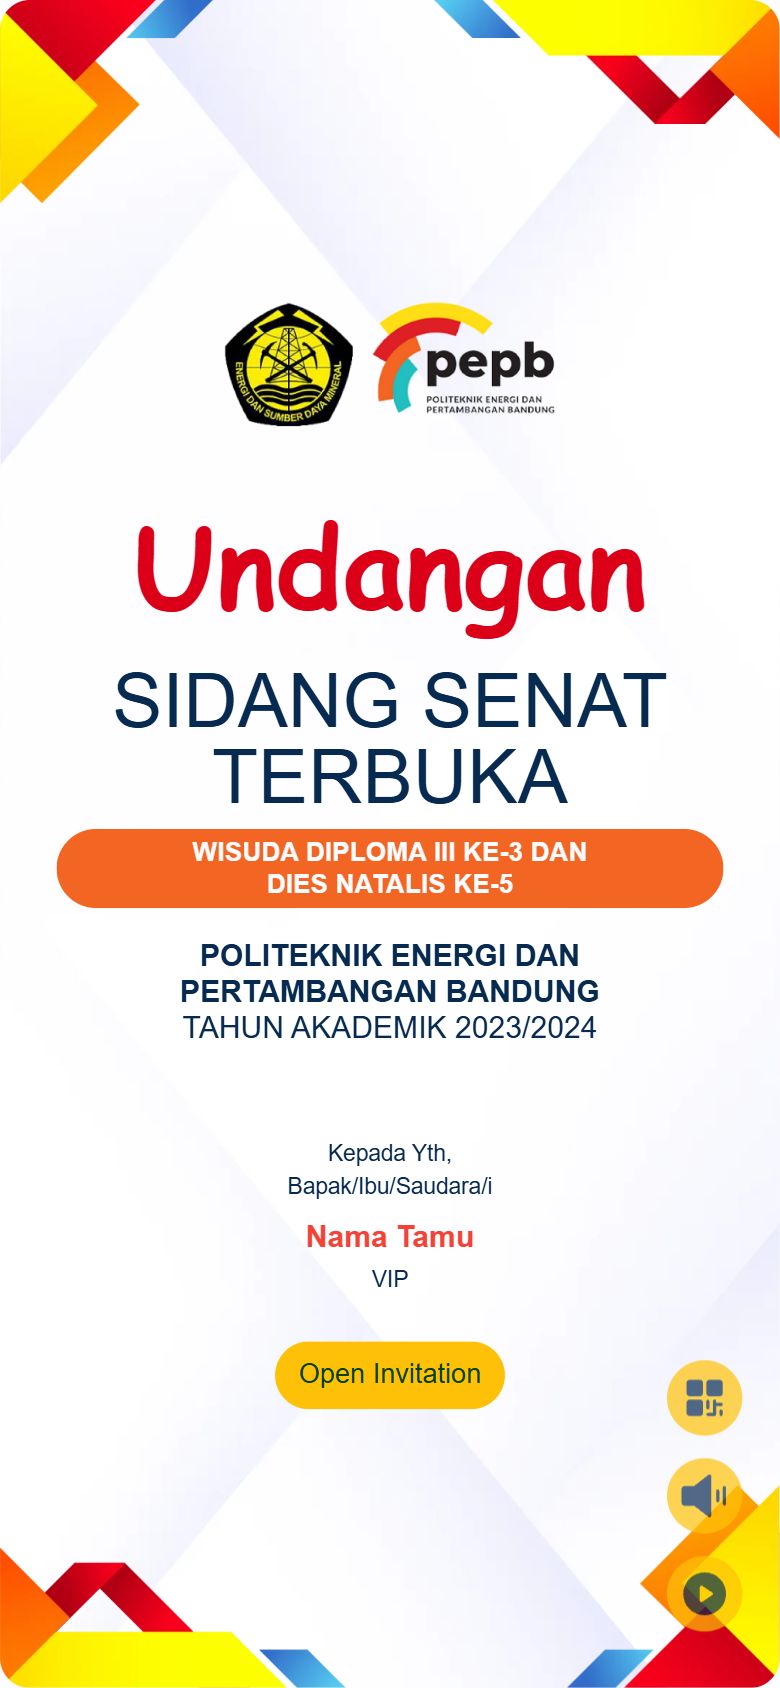 ENERGI DAN SUMBER DAYA MINERAL
pepb
POLITEKNIK ENERGI DAN
PERTAMBANGAN BANDUNG
Undangan
SIDANG SENAT
TERBUKA
WISUDA DIPLOMA III KE-3 DAN
DIES NATALIS KE-5
POLITEKNIK ENERGI DAN
PERTAMBANGAN BANDUNG
TAHUN AKADEMIK 2023/2024
Kepada Yth,
Bapak/Ibu/Saudara/i
Nama Tamu
VIP
Open Invitation